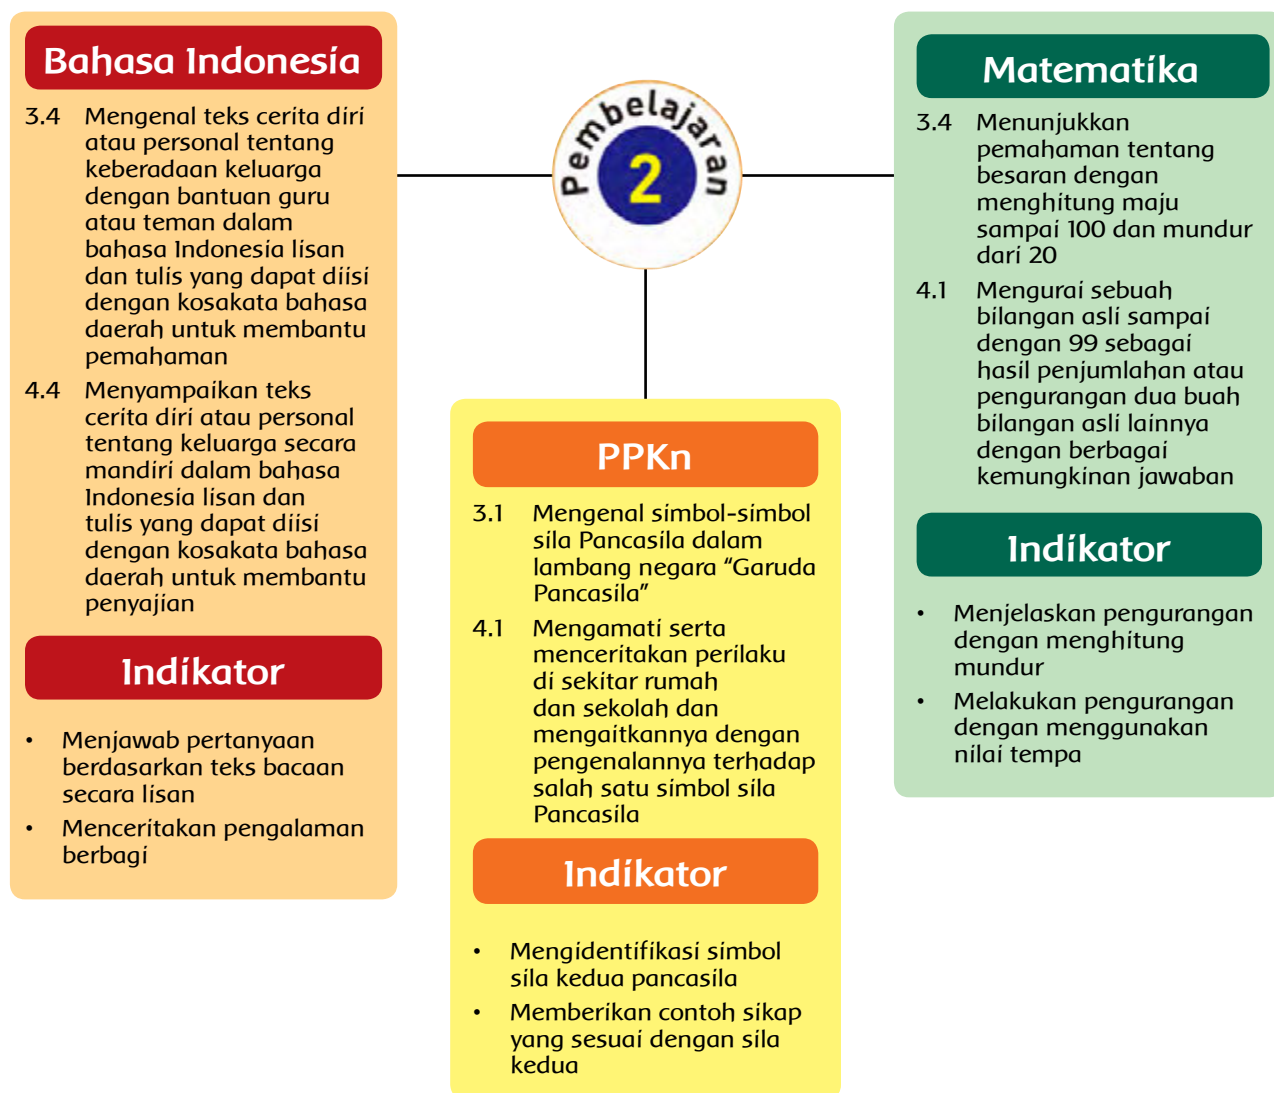 Bahasa Indonesia
3.4 Mengenal teks cerita diri
atau personal tentang
keberadaan keluarga
dengan bantuan guru
atau teman dalam
bahasa Indonesia lisan
dan tulis yang dapat diisi
dengan kosakata bahasa
daerah untuk membantu
pemahaman
4.4 Menyampaikan teks
cerita diri atau personal
tentang keluarga secara
mandiri dalam bahasa
Indonesia lisan dan
tulis yang dapat diisi
dengan kosakata bahasa
daerah untuk membantu
penyajian
Indikator
• Menjawab pertanyaan
berdasarkan teks bacaan
secara lisan
• Menceritakan pengalaman
berbagi
Pembelajaran
2
PPKn
3.1 Mengenal simbol-simbol
sila Pancasila dalam
lambang negara “Garuda
Pancasila”
4.1 Mengamati serta
menceritakan perilaku
di sekitar rumah
dan sekolah dan
mengaitkannya dengan
pengenalannya terhadap
salah satu simbol sila
Pancasila
Indikator
• Mengidentifikasi simbol
sila kedua pancasila
• Memberikan contoh sikap
yang sesuai dengan sila
kedua
Matematika
3.4 Menunjukkan
pemahaman tentang
besaran dengan
menghitung maju
sampai 100 dan mundur
dari 20
4.1 Mengurai sebuah
bilangan asli sampai
dengan 99 sebagai
hasil penjumlahan atau
pengurangan dua buah
bilangan asli lainnya
dengan berbagai
kemungkinan jawaban
Indikator
• Menjelaskan pengurangan
dengan menghitung
mundur
• Melakukan pengurangan
dengan menggunakan
nilai tempa